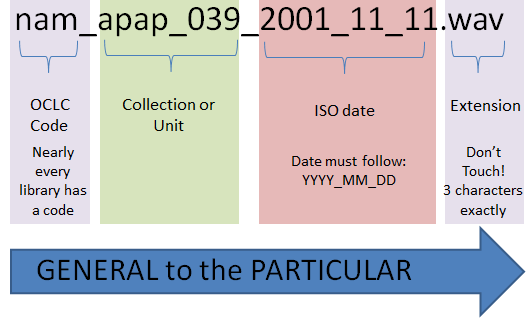 nam_apap_039_2001_11_11.wav
OCLC
Code
Nearly
every
library has
a code
Collection or
Unit
ISO date
Date must follow:
YYYY_MM_DD
Extension
Don't
Touch!
3 characters
exactly
GENERAL to the PARTICULAR